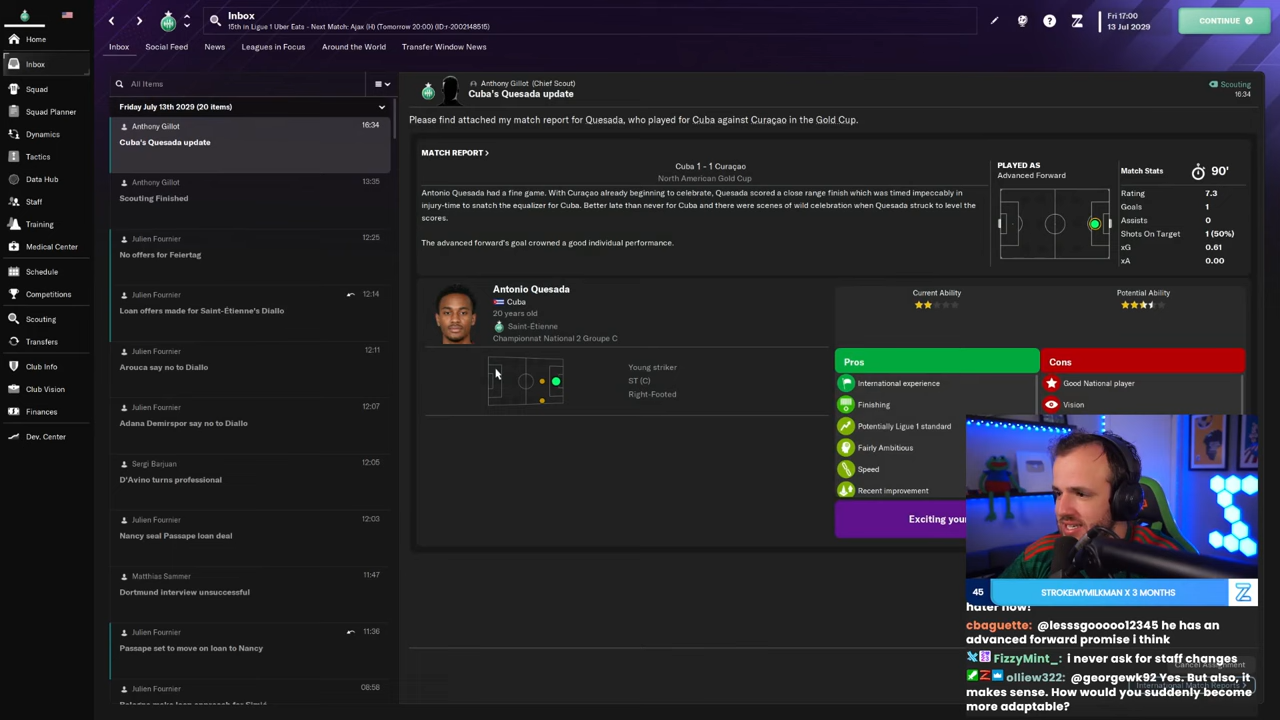 Inbox
15th in Ligue 1 Uber Eats - Next Match: Ajax (H) (Tomorrow 20:00) (ID:r-2002148515)
Fri 17:00
13 Jul 2029
CONTINUE
Home
Inbox
Squad
Squad Planner
Dynamics
Tactics
Data Hub
Staff
Training
Medical Center
Schedule
Competitions
Scouting
Transfers
Club Info
Club Vision
Finances
Dev. Center
Inbox
Social Feed
News
Leagues in Focus
Around the World
Transfer Window News
All Items
Friday July 13th 2029 (20 items)
Anthony Gillot
16:34
Cuba's Quesada update
Anthony Gillot
13:35
Scouting Finished
Julien Fournier
12:25
No offers for Feiertag
Julien Fournier
12:14
Loan offers made for Saint-Étienne's Diallo
Julien Fournier
12:11
Arouca say no to Diallo
Julien Fournier
12:07
Adana Demirspor say no to Diallo
Sergi Barjuan
12:05
D'Avino turns professional
Julien Fournier
12:03
Nancy seal Passape loan deal
Matthias Sammer
11:47
Dortmund interview unsuccessful
Julien Fournier
11:36
Passape set to move on loan to Nancy
Julien Fournier
08:58
Anthony Gillot (Chief Scout)
Cuba's Quesada update
Scouting
16:34
Please find attached my match report for Quesada, who played for Cuba against Curaçao in the Gold Cup.
MATCH REPORT >
Cuba 1 - 1 Curaçao
North American Gold Cup
Antonio Quesada had a fine game. With Curaçao already beginning to celebrate, Quesada scored a close range finish which was timed impeccably in
injury-time to snatch the equalizer for Cuba. Better late than never for Cuba and there were scenes of wild celebration when Quesada struck to level the
scores.
The advanced forward's goal crowned a good individual performance.
PLAYED AS
Advanced Forward
Match Stats
90'
Rating
7.3
Goals
1
Assists
0
Shots On Target
1 (50%)
xG
0.61
xA
0.00
Antonio Quesada
Cuba
20 years old
Saint-Étienne
Championnat National 2 Groupe C
Young striker
ST (C)
Right-Footed
Current Ability
Potential Ability
Pros
International experience
Finishing
Potentially Ligue 1 standard
Fairly Ambitious
Speed
Recent improvement
Cons
Good National player
Vision
Exciting your
45
STROKEMYMILKMAN X 3 MONTHS
hater now!
cbaguette: @lesssgooooo12345 he has an
advanced forward promise i think
FizzyMint_: i never ask for staff changes
olliew322: @georgewk92 Yes. But also, it
makes sense. How would you suddenly become
more adaptable?
Cancel Assignment
International Match Reports